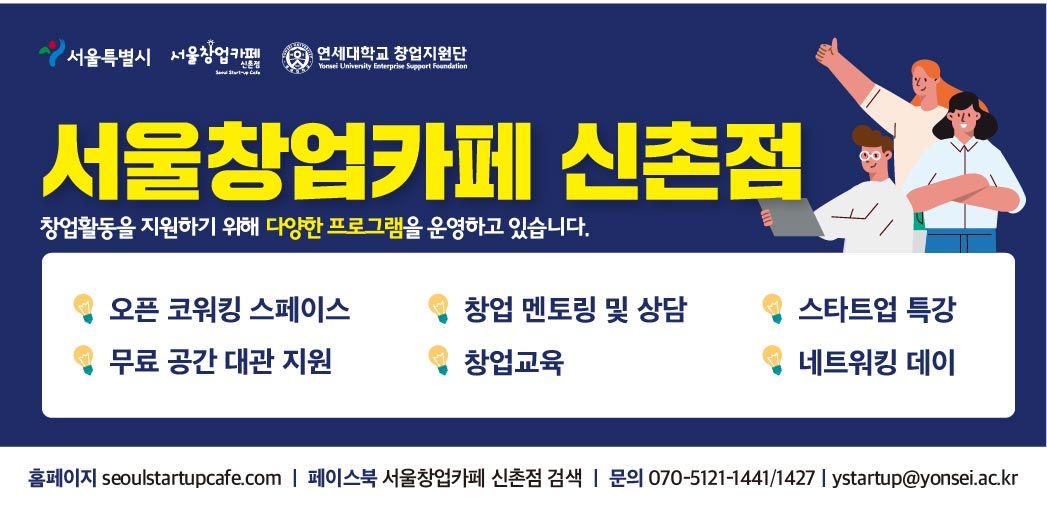 서울특별시
서울창업카페
신촌점
Seoul Start-up Cafe
연세대학교 창업지원단
Yonsei University Enterprise Support Foundation
서울창업카페 신촌점
창업활동을 지원하기 위해 다양한 프로그램을 운영하고 있습니다.
오픈 코워킹 스페이스
창업 멘토링 및 상담
스타트업 특강
무료 공간 대관 지원
창업교육
네트워킹 데이
홈페이지 seoulstartupcafe.com | 페이스북 서울창업카페 신촌점 검색 | 문의 070-5121-1441/1427 | ystartup@yonsei.ac.kr